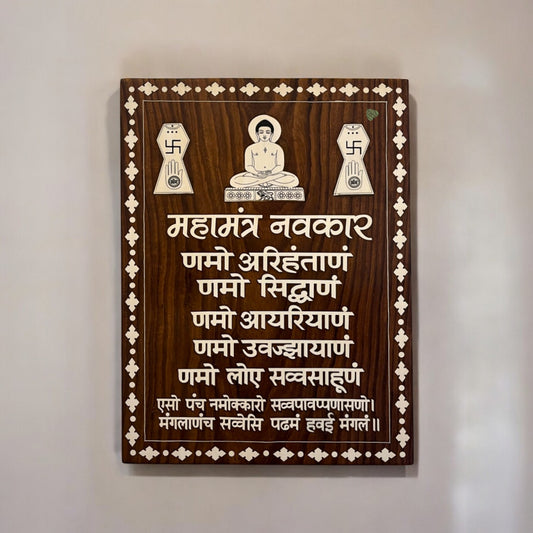 महामंत्र नवकार
णमो अरिहंताणं
णमो सिद्धाणं
णमो आयरियाणं
णमो उवज्झायाणं
णमो लोए सव्वसाहूणं
एसो पंच नमोक्कारो सव्वपावप्पणासणो।
मंगलाणंच सव्वेसि पढमं हवई मंगलं॥